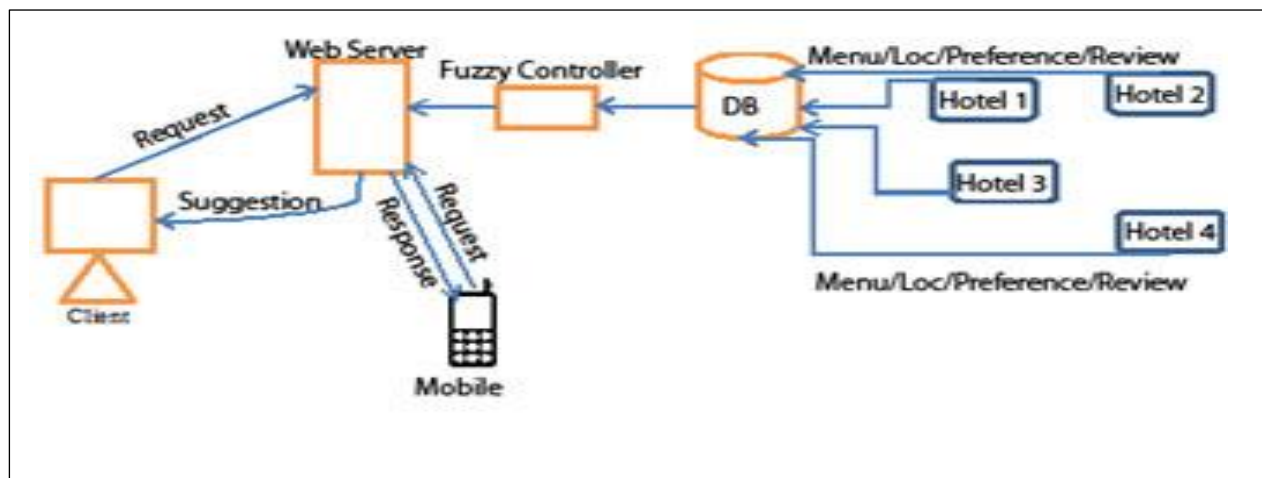 Web Server
Fuzzy Controller
Menu/Loc/Preference/Review
DB
Hotel 1
Hotel 2
Request
Hotel 3
Suggestion
Request
Response
Hotel 4
Menu/Loc/Preference/Review
Client
Mobile